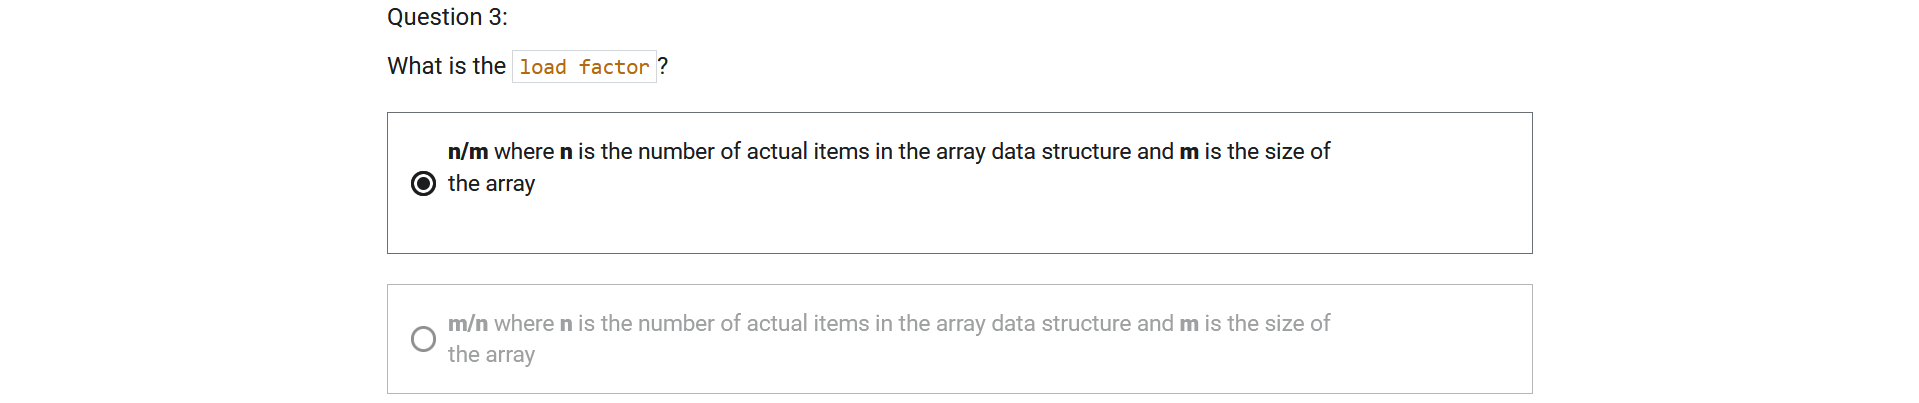 Question 3:
What is the load factor ?
n/m where n is the number of actual items in the array data structure and m is the size of
the array
m/n where n is the number of actual items in the array data structure and m is the size of
the array